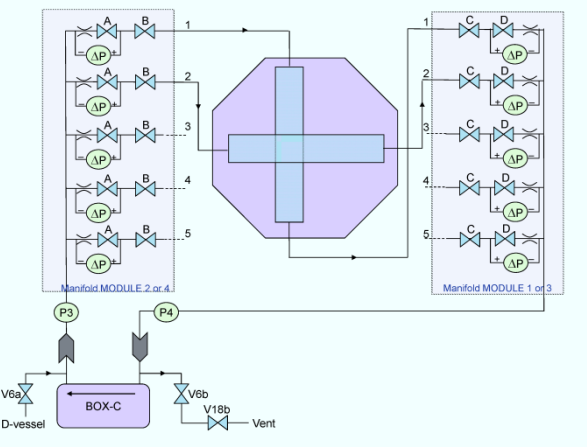 A B 1 1 C D
- ΔP + + ΔP -
A B 2 2 C D
- ΔP + + ΔP -
A B 3 3 C D
- ΔP + + ΔP -
A B 4 4 C D
- ΔP + + ΔP -
A B 5 5 C D
- ΔP + + ΔP -
Manifold MODULE 2 or 4 Manifold MODULE 1 or 3
P3 P4
V6a V6b
BOX-C
V18b
D-vessel Vent